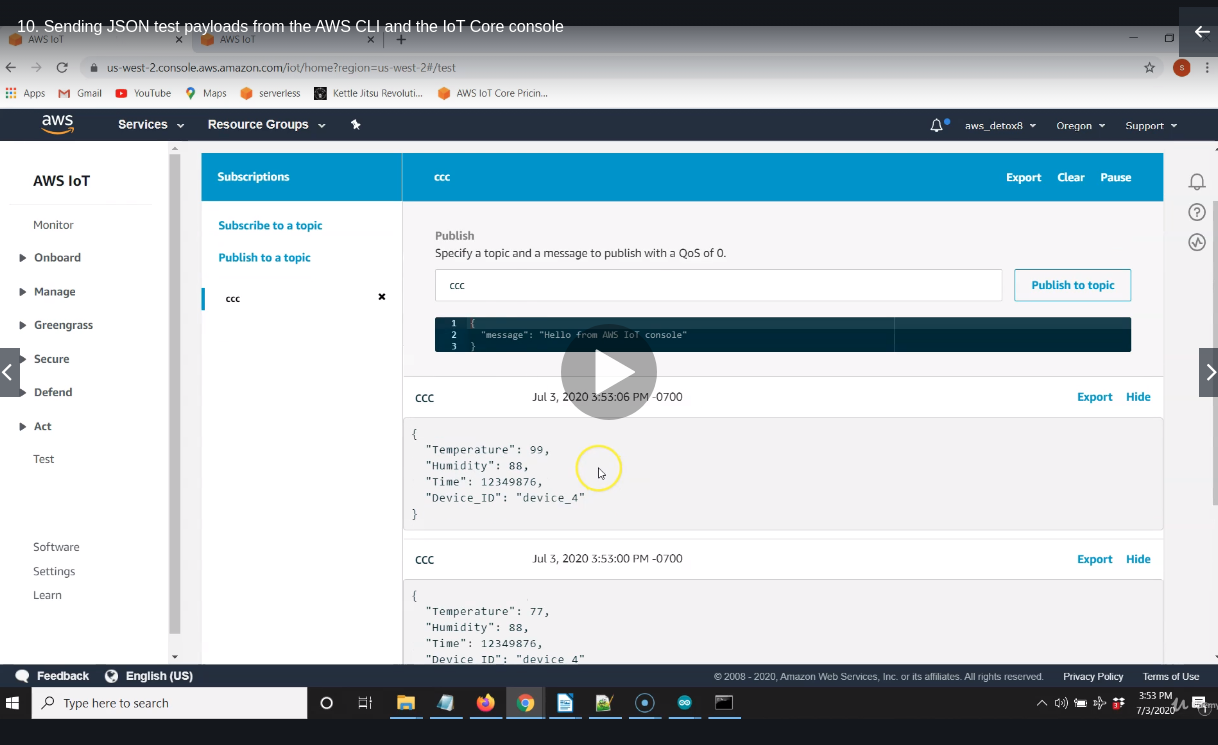 10. Sending JSON test payloads from the AWS CLI and the IoT Core console
AWS IoT
AWS IoT
us-west-2.console.aws.amazon.com/iot/home?region=us-west-2#/test
S
Apps
Gmail
YouTube
Maps
serverless
Kettle Jitsu Revoluti...
AWS IoT Core Pricin...
aws
Services
Resource Groups
aws_detox8
Oregon
Support
AWS IoT
Monitor
Onboard
Manage
Greengrass
Secure
Defend
Act
Test
Software
Settings
Learn
Subscriptions
Subscribe to a topic
Publish to a topic
ccc
ccc
Export
Clear
Pause
Publish
Specify a topic and a message to publish with a QoS of 0.
ccc
Publish to topic
1 {
2 "message": "Hello from AWS IoT console"
3 }
ccc
Jul 3, 2020 3:53:06 PM -0700
Export
Hide
{
"Temperature": 99,
"Humidity": 88,
"Time": 12349876,
"Device_ID": "device_4"
}
ccc
Jul 3, 2020 3:53:00 PM -0700
Export
Hide
{
"Temperature": 77,
"Humidity": 88,
"Time": 12349876,
"Device_ID": "device_4"
Feedback
English (US)
© 2008 - 2020, Amazon Web Services, Inc. or its affiliates. All rights reserved.
Privacy Policy
Terms of Use
Type here to search
3:53 PM
7/3/2020